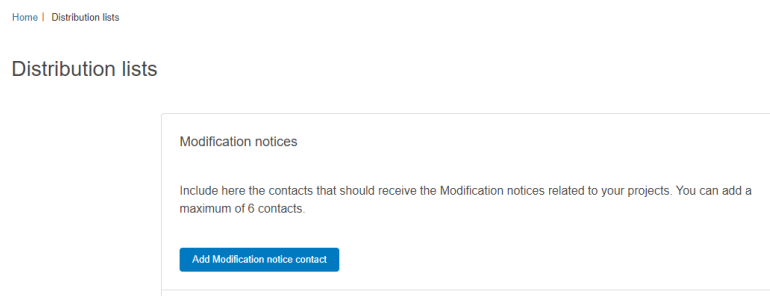 Home | Distribution lists
Distribution lists
Modification notices
Include here the contacts that should receive the Modification notices related to your projects. You can add a
maximum of 6 contacts.
Add Modification notice contact